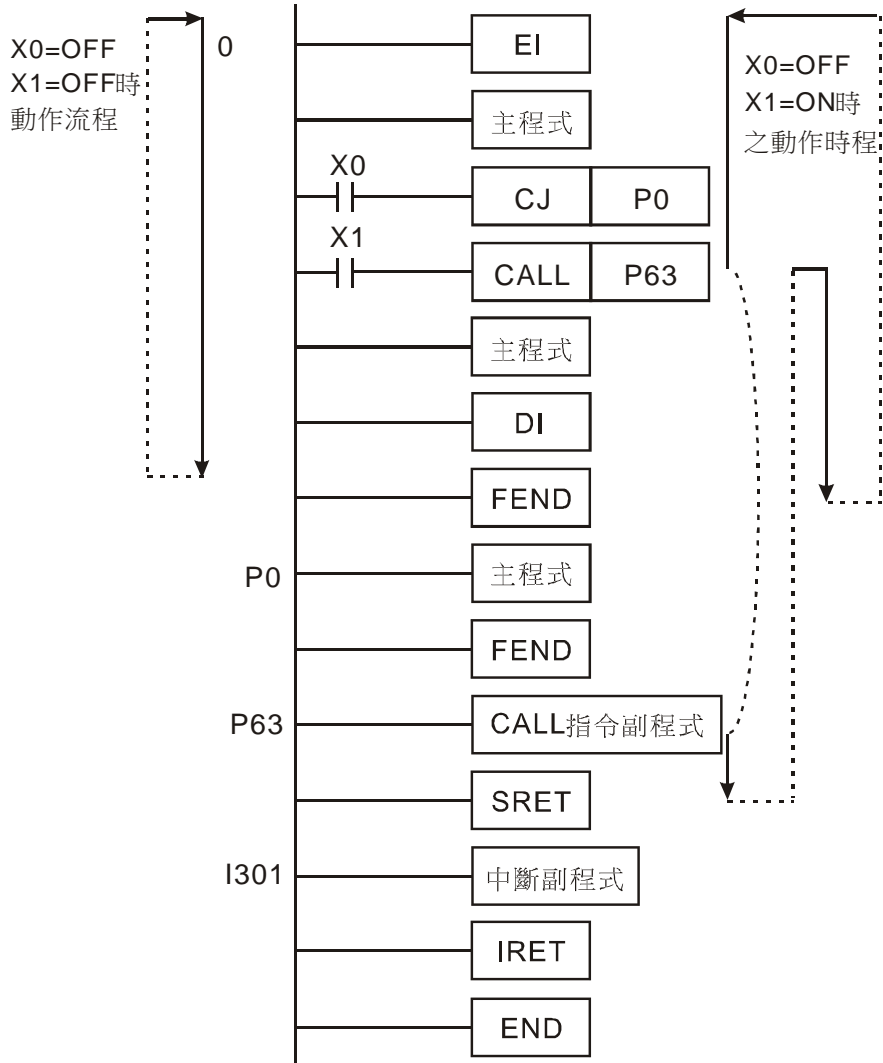 X0=OFF
X1=OFF時
動作流程
0
EI
X0=OFF
X1=ON時
之動作時程
主程式
X0
CJ P0
X1
CALL P63
主程式
DI
FEND
P0
主程式
FEND
P63
CALL指令副程式
SRET
I301
中斷副程式
IRET
END